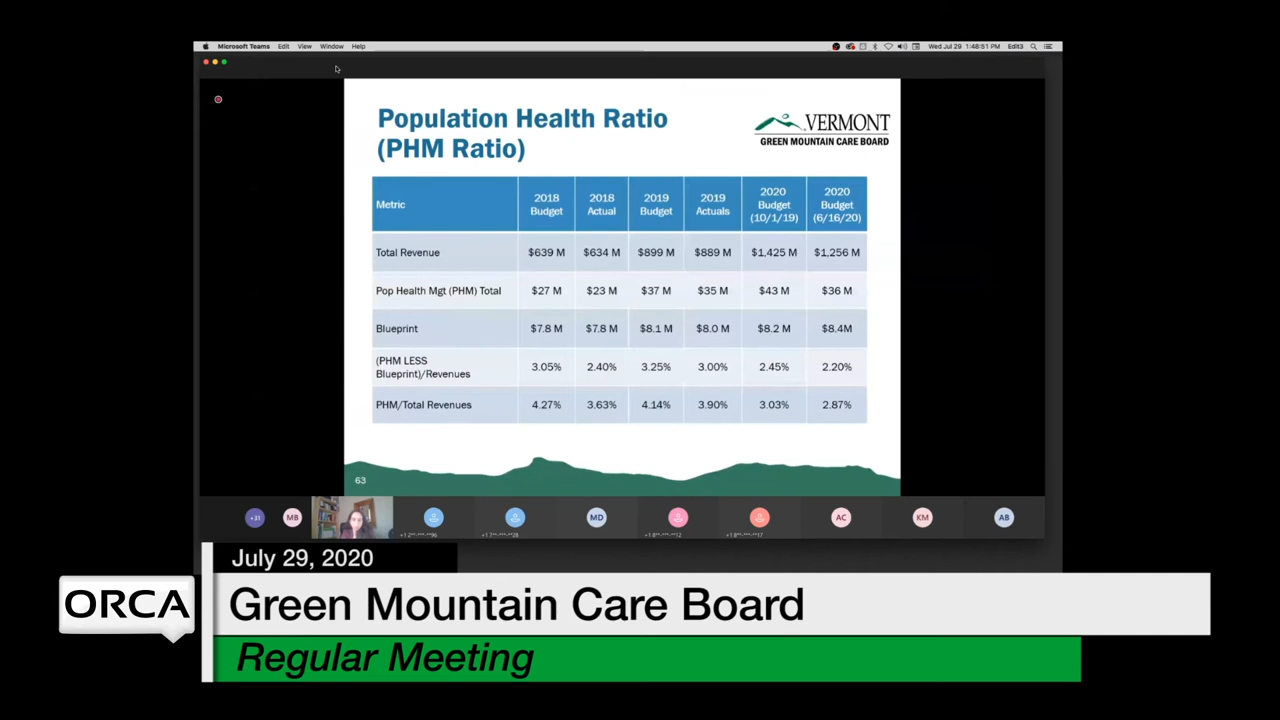 Microsoft Teams Edit View Window Help Wed Jul 29 1:48:51 PM Edit3
Population Health Ratio
(PHM Ratio)
VERMONT
GREEN MOUNTAIN CARE BOARD
Metric 2018 Budget 2018 Actual 2019 Budget 2019 Actuals 2020 Budget (10/1/19) 2020 Budget (6/16/20)
Total Revenue $639 M $634 M $899 M $889 M $1,425 M $1,256 M
Pop Health Mgt (PHM) Total $27 M $23 M $37 M $35 M $43 M $36 M
Blueprint $7.8 M $7.8 M $8.1 M $8.0 M $8.2 M $8.4M
(PHM LESS
Blueprint)/Revenues 3.05% 2.40% 3.25% 3.00% 2.45% 2.20%
PHM/Total Revenues 4.27% 3.63% 4.14% 3.90% 3.03% 2.87%
63
+31 MB MD AC KM AB
July 29, 2020
ORCA
Green Mountain Care Board
Regular Meeting